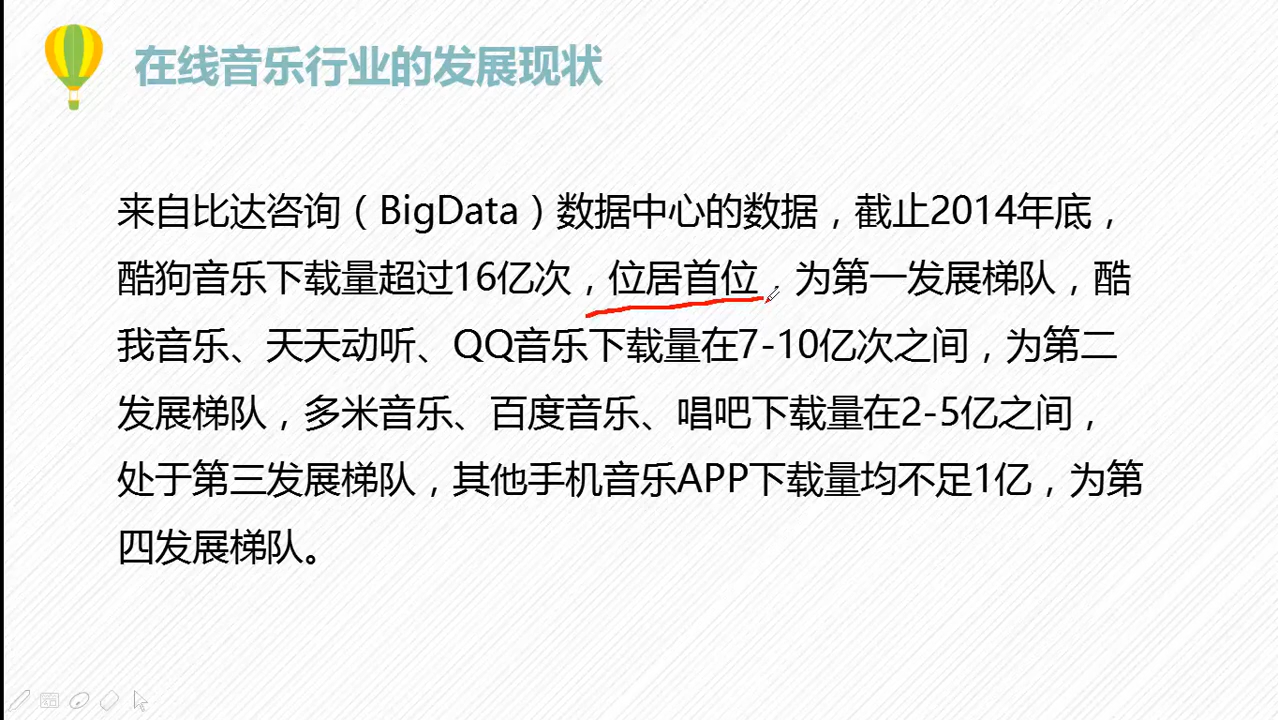 在线音乐行业的发展现状
来自比达咨询（BigData）数据中心的数据，截止2014年底，
酷狗音乐下载量超过16亿次，位居首位，为第一发展梯队，酷
我音乐、天天动听、QQ音乐下载量在7-10亿次之间，为第二
发展梯队，多米音乐、百度音乐、唱吧下载量在2-5亿之间，
处于第三发展梯队，其他手机音乐APP下载量均不足1亿，为第
四发展梯队。